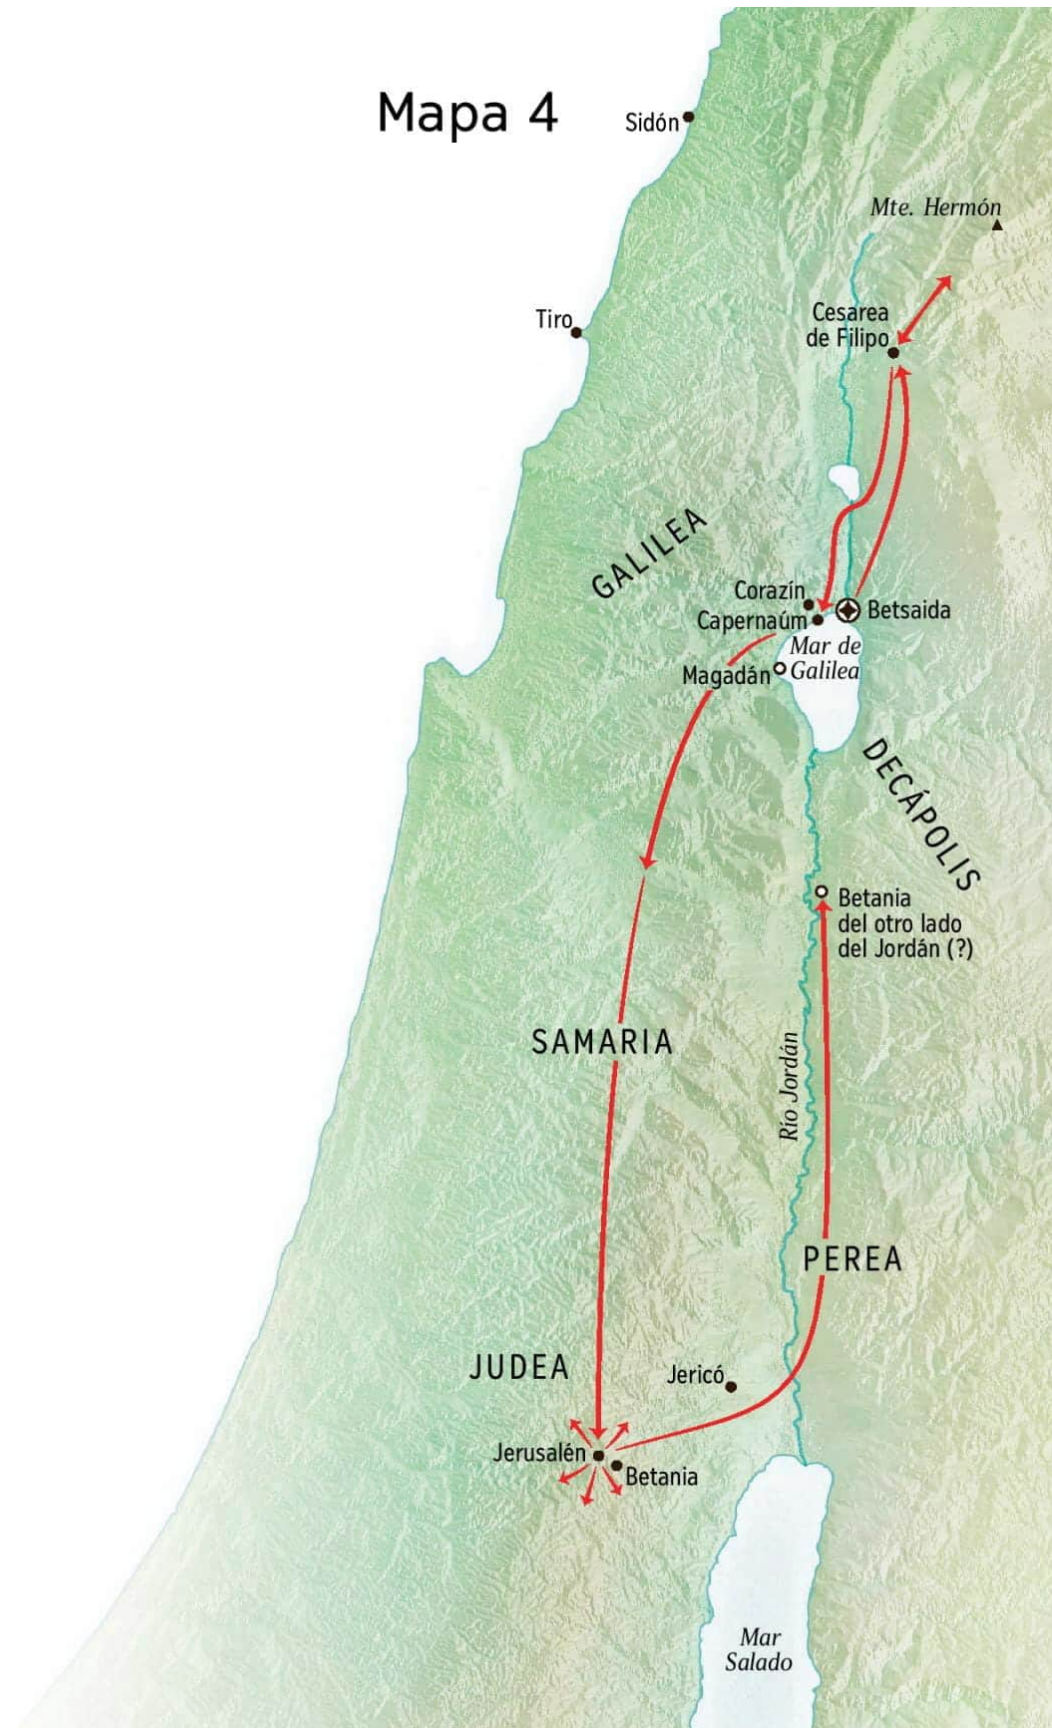 Mapa 4
Sidón
Mte. Hermón
Tiro
Cesarea
de Filipo
GALILEA
Corazín
Capernaúm
Betsaida
Mar de
Galilea
Magadán
DECÁPOLIS
Betania
del otro lado
del Jordán (?)
SAMARIA
Río Jordán
PEREA
JUDEA
Jericó
Jerusalén
Betania
Mar
Salado